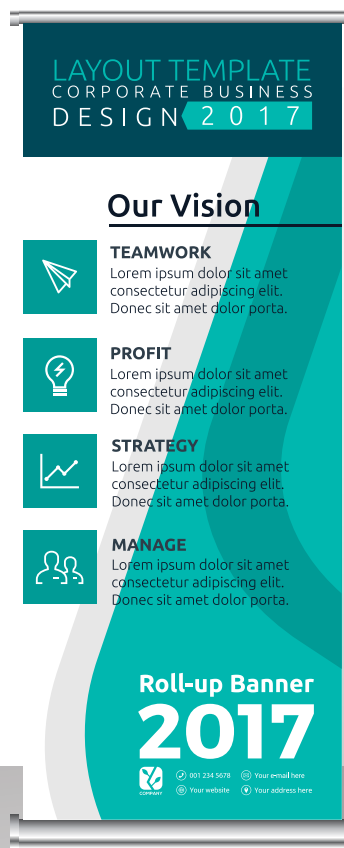 LAYOUT TEMPLATE
CORPORATE BUSINESS
DESIGN 2017
Our Vision
TEAMWORK
Lorem ipsum dolor sit amet
consectetur adipiscing elit.
Donec sit amet dolor porta.
PROFIT
Lorem ipsum dolor sit amet
consectetur adipiscing elit.
Donec sit amet dolor porta.
STRATEGY
Lorem ipsum dolor sit amet
consectetur adipiscing elit.
Donec sit amet dolor porta.
MANAGE
Lorem ipsum dolor sit amet
consectetur adipiscing elit.
Donec sit amet dolor porta.
Roll-up Banner
2017
COMPANY
001 234 5678 Your e-mail here
Your website Your address here